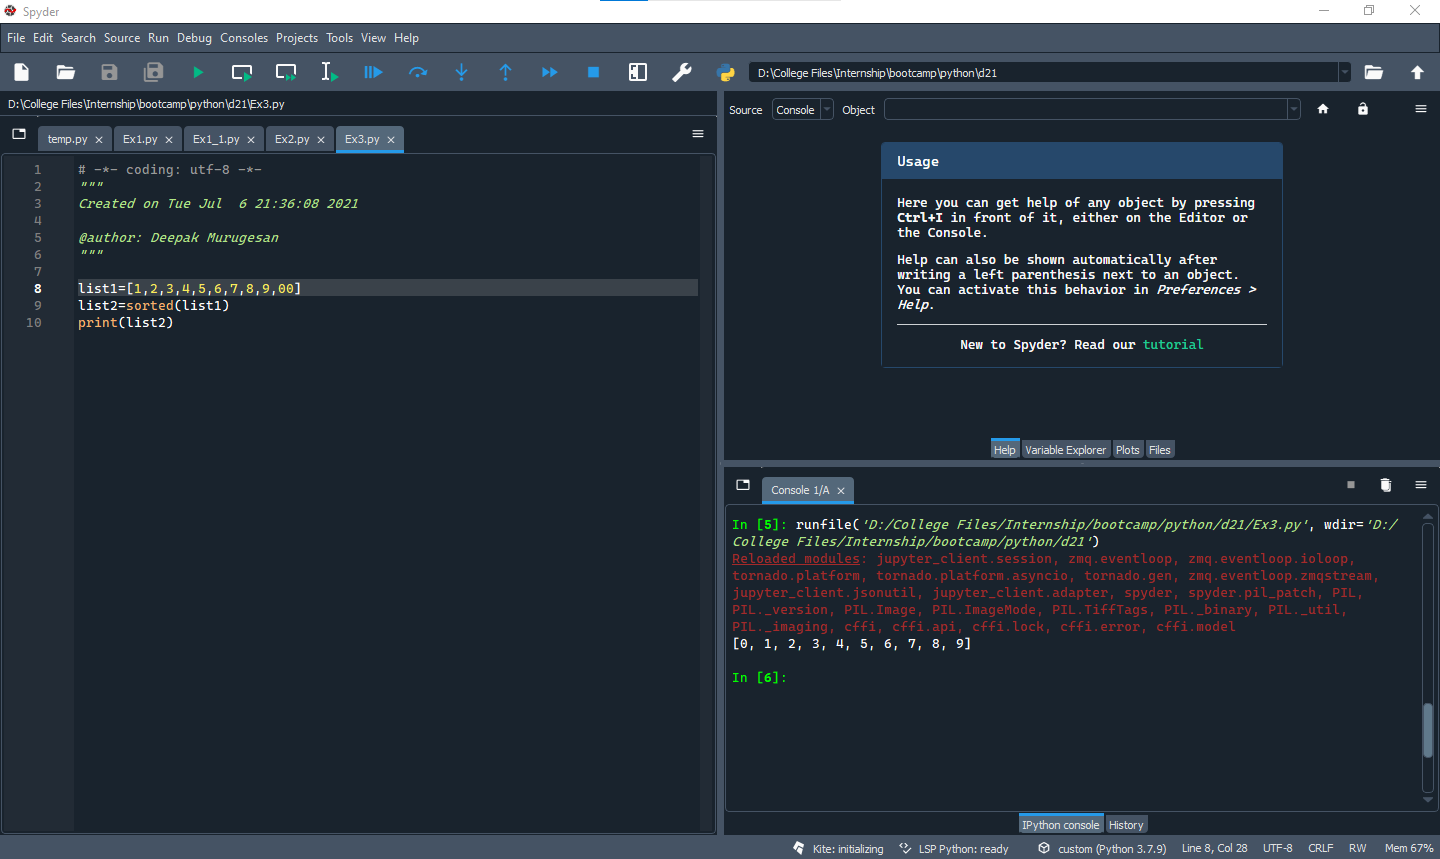 Spyder
File Edit Search Source Run Debug Consoles Projects Tools View Help
D:\College Files\Internship\bootcamp\python\d21
D:\College Files\Internship\bootcamp\python\d21\Ex3.py
temp.py Ex1.py Ex1_1.py Ex2.py Ex3.py
1 # -*- coding: utf-8 -*-
2 """
3 Created on Tue Jul  6 21:36:08 2021
4
5 @author: Deepak Murugesan
6 """
7
8 list1=[1,2,3,4,5,6,7,8,9,00]
9 list2=sorted(list1)
10 print(list2)
Source Console Object
Usage
Here you can get help of any object by pressing
Ctrl+I in front of it, either on the Editor or
the Console.
Help can also be shown automatically after
writing a left parenthesis next to an object.
You can activate this behavior in Preferences >
Help.
New to Spyder? Read our tutorial
Help Variable Explorer Plots Files
Console 1/A
In [5]: runfile('D:/College Files/Internship/bootcamp/python/d21/Ex3.py', wdir='D:/
College Files/Internship/bootcamp/python/d21')
Reloaded modules: jupyter_client.session, zmq.eventloop, zmq.eventloop.ioloop,
tornado.platform, tornado.platform.asyncio, tornado.gen, zmq.eventloop.zmqstream,
jupyter_client.jsonutil, jupyter_client.adapter, spyder, spyder.pil_patch, PIL,
PIL._version, PIL.Image, PIL.ImageMode, PIL.TiffTags, PIL._binary, PIL._util,
PIL._imaging, cffi, cffi.api, cffi.lock, cffi.error, cffi.model
[0, 1, 2, 3, 4, 5, 6, 7, 8, 9]
In [6]:
IPython console History
Kite: initializing LSP Python: ready custom (Python 3.7.9) Line 8, Col 28 UTF-8 CRLF RW Mem 67%